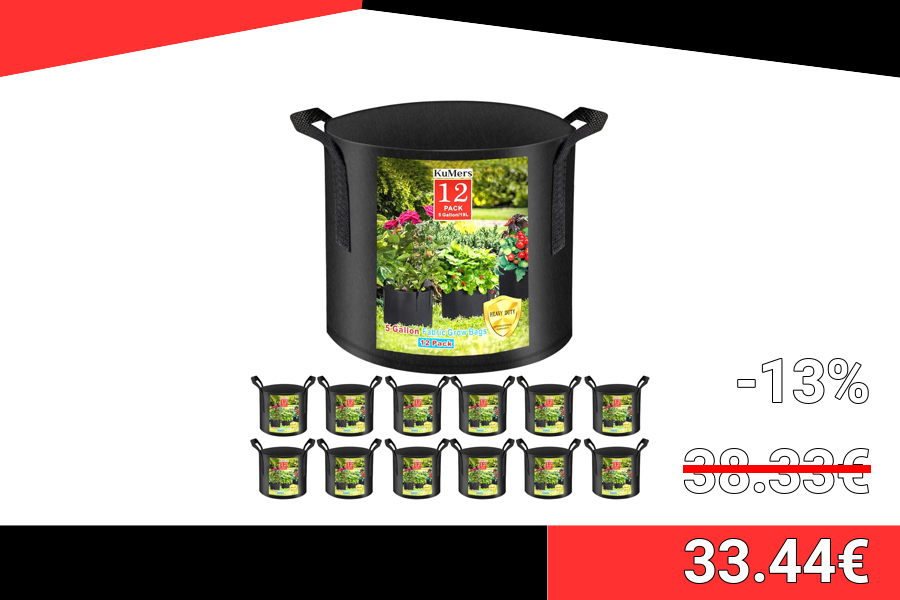 KuMers
12
PACK
5 Gallon/19L
HEAVY DUTY
5 Gallon Fabric Grow Bags
12 Pack
-13%
38.33€
33.44€